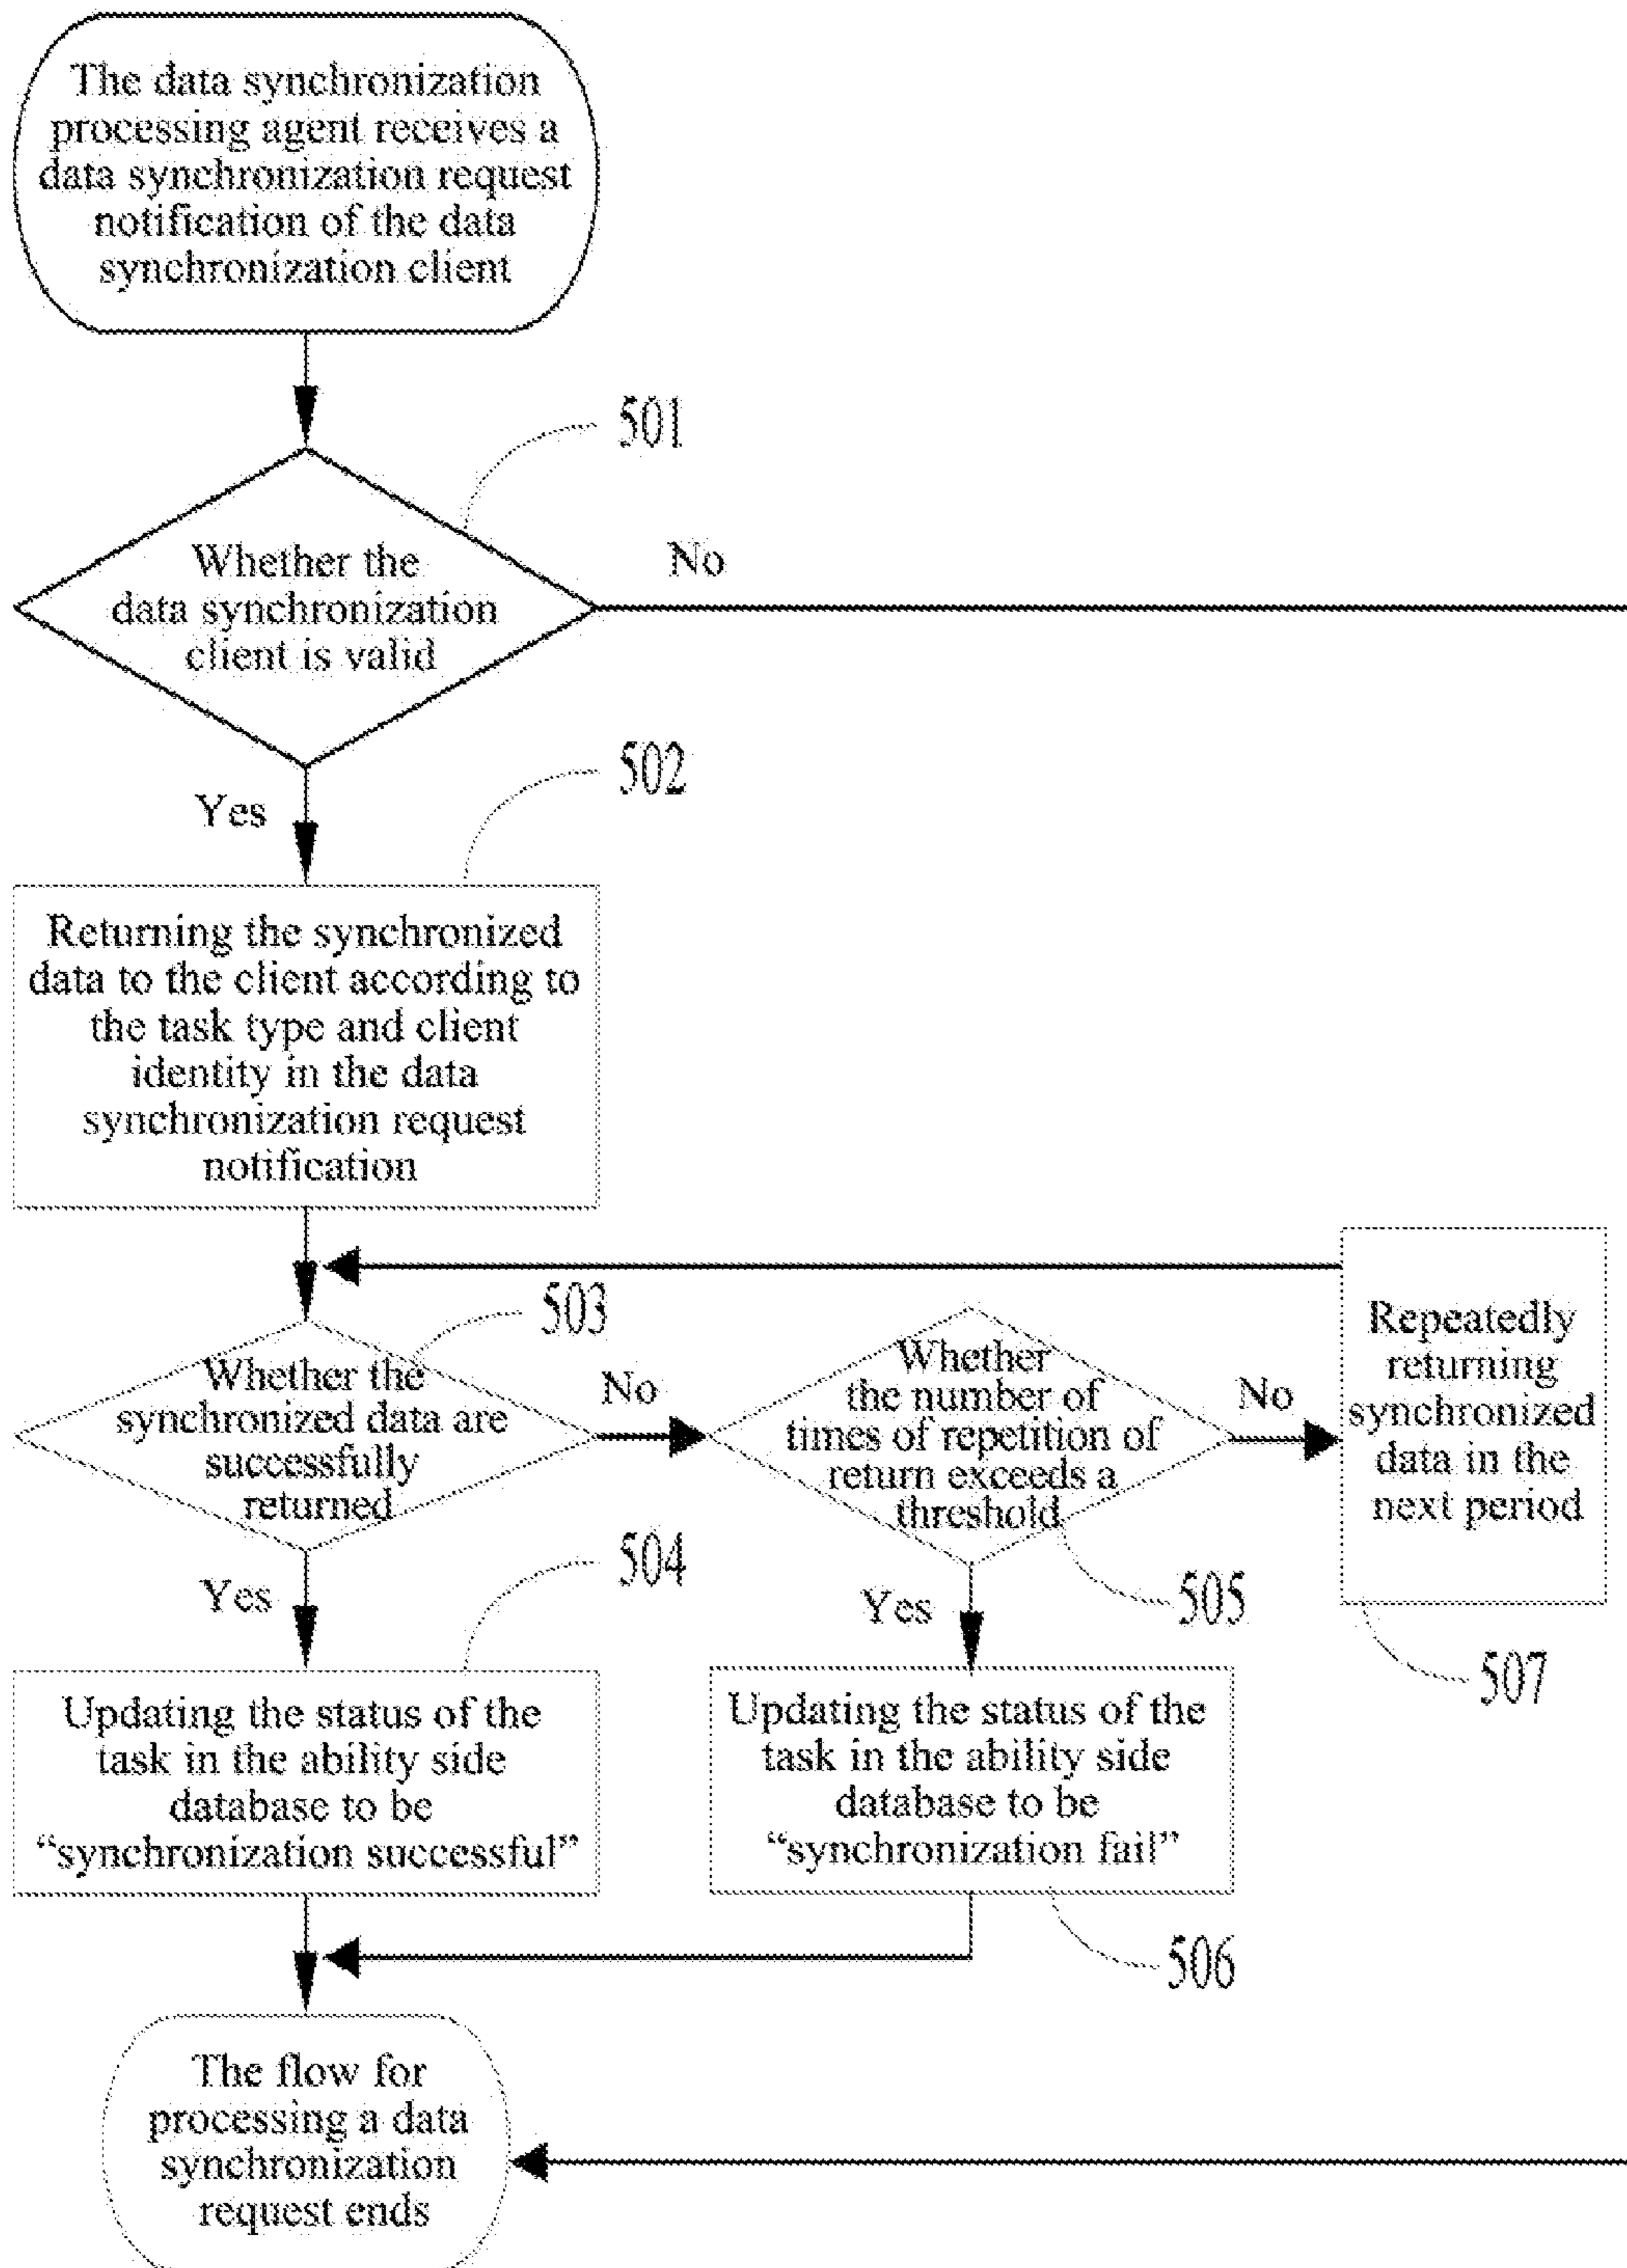 The data synchronization
processing agent receives a
data synchronization request
notification of the data
synchronization client
501
Whether the
data synchronization
client is valid
No
Yes
502
Returning the synchronized
data to the client according to
the task type and client
identity in the data
synchronization request
notification
503
Whether the
synchronized data are
successfully
returned
No
Whether
the number of
times of repetition of
return exceeds a
threshold
No
Repeatedly
returning
synchronized
data in the
next period
Yes
504
Yes
505
507
Updating the status of the
task in the ability side
database to be
“synchronization successful”
Updating the status of the
task in the ability side
database to be
“synchronization fail”
506
The flow for
processing a data
synchronization
request ends